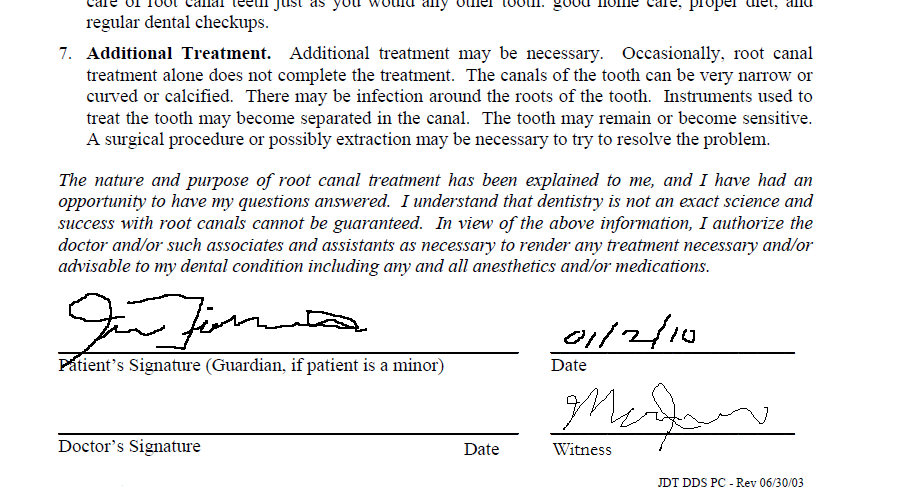 care of root canal teeth just as you would any other tooth: good home care, proper diet, and
regular dental checkups.
7. Additional Treatment. Additional treatment may be necessary. Occasionally, root canal
treatment alone does not complete the treatment. The canals of the tooth can be very narrow or
curved or calcified. There may be infection around the roots of the tooth. Instruments used to
treat the tooth may become separated in the canal. The tooth may remain or become sensitive.
A surgical procedure or possibly extraction may be necessary to try to resolve the problem.
The nature and purpose of root canal treatment has been explained to me, and I have had an
opportunity to have my questions answered. I understand that dentistry is not an exact science and
success with root canals cannot be guaranteed. In view of the above information, I authorize the
doctor and/or such associates and assistants as necessary to render any treatment necessary and/or
advisable to my dental condition including any and all anesthetics and/or medications.
01/2/10
Patient's Signature (Guardian, if patient is a minor) Date
Doctor's Signature Date Witness
JDT DDS PC - Rev 06/30/03